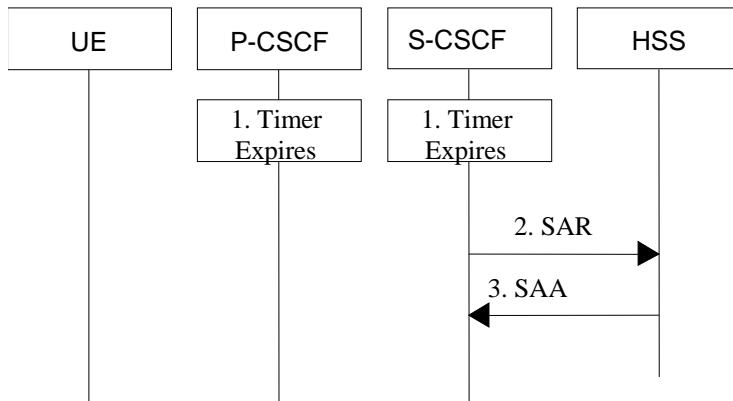 UE
P-CSCF
S-CSCF
HSS
1. Timer
Expires
1. Timer
Expires
2. SAR
3. SAA